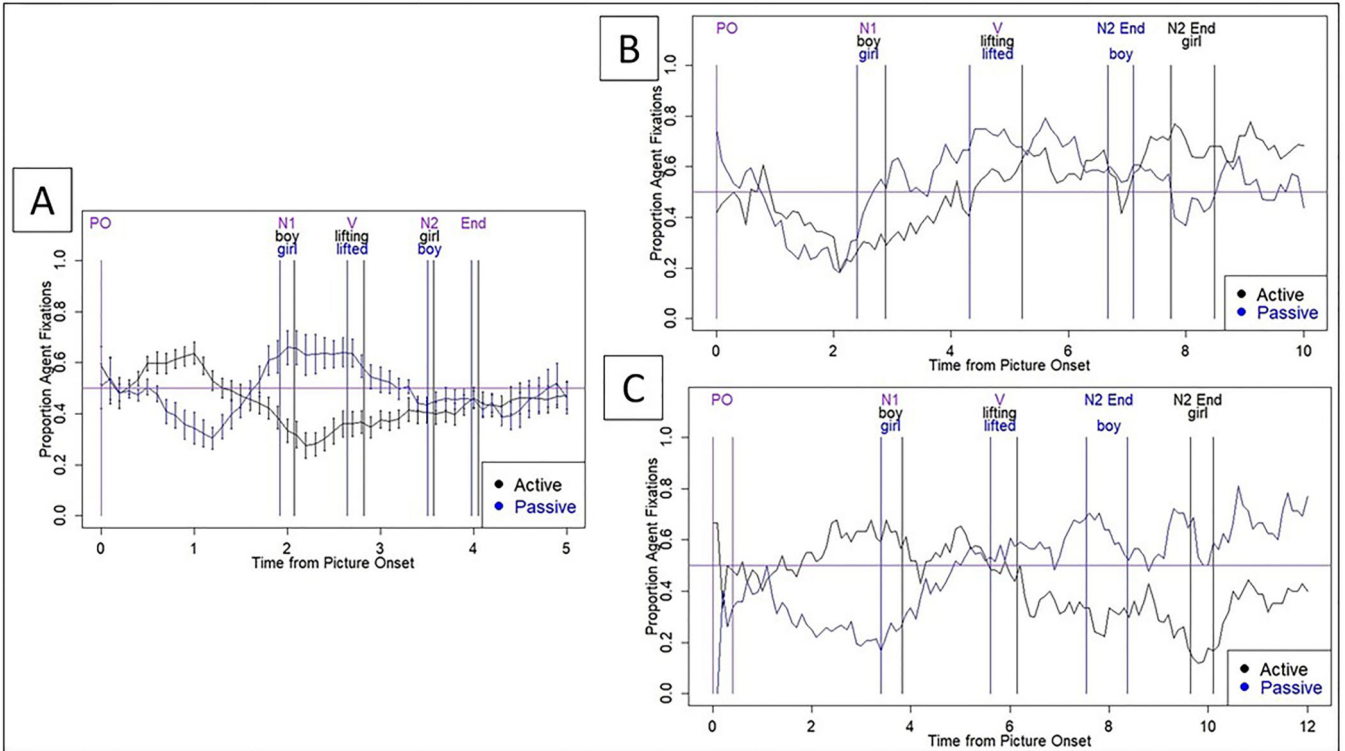 A
PO N1 V N2 End
boy lifting girl
girl lifted boy
Proportion Agent Fixations
1.0
0.8
0.6
0.4
0.2
0.0
Active
Passive
0 1 2 3 4 5
Time from Picture Onset
B
PO N1 V N2 End N2 End
boy lifting girl
girl lifted boy
Proportion Agent Fixations
1.0
0.8
0.6
0.4
0.2
0.0
Active
Passive
0 2 4 6 8 10
Time from Picture Onset
C
PO N1 V N2 End N2 End
boy lifting girl
girl lifted boy
Proportion Agent Fixations
1.0
0.8
0.6
0.4
0.2
0.0
Active
Passive
0 2 4 6 8 10 12
Time from Picture Onset